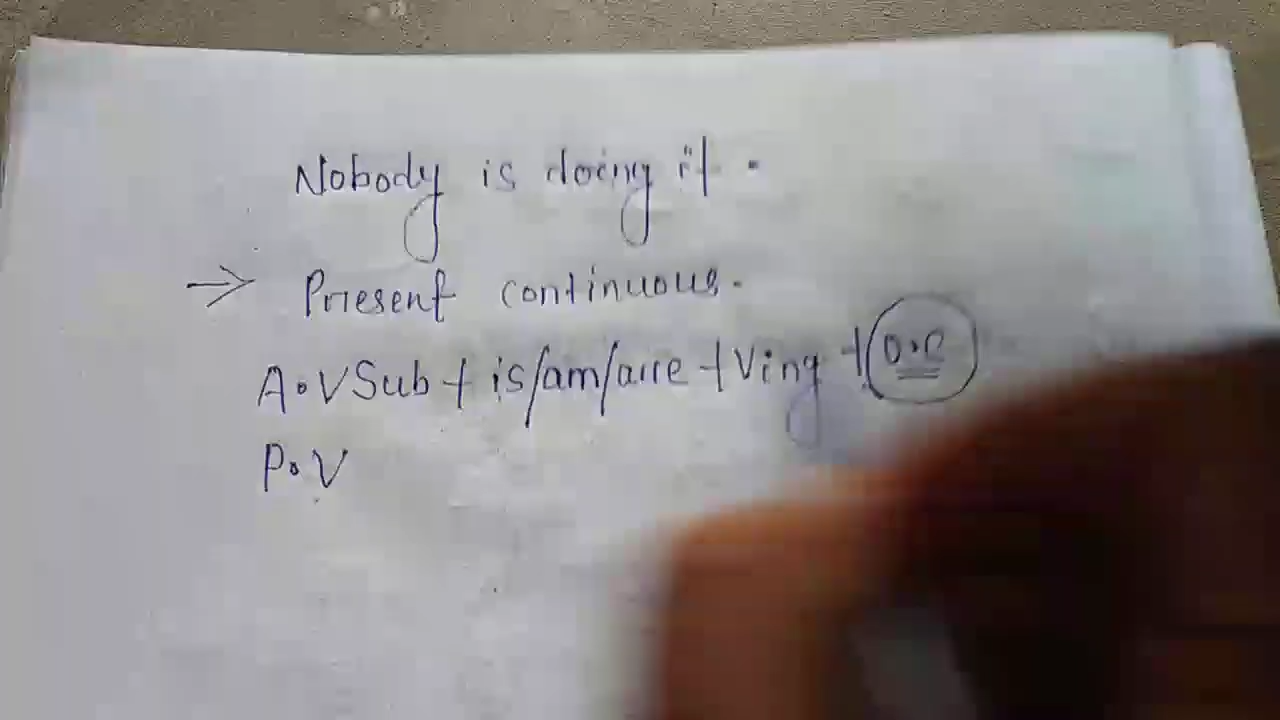 Nobody is doing it.
→ Present continuous.
A.V Sub + is/am/are + Ving +
P.V